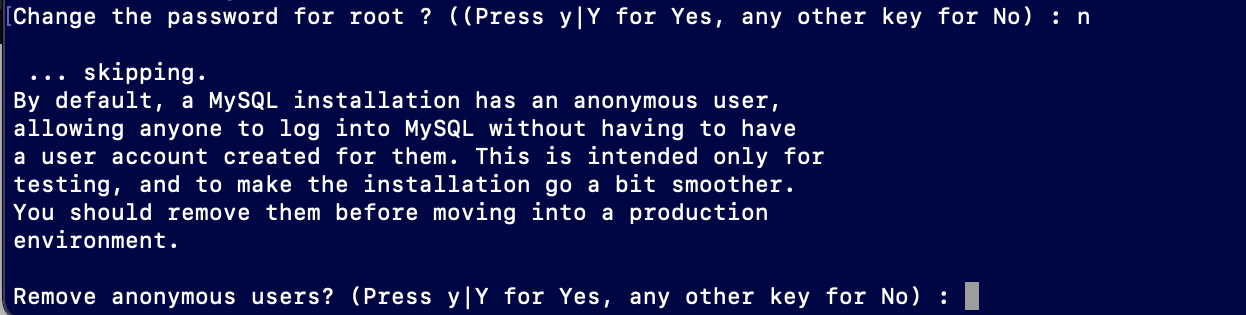 [Change the password for root ? ((Press y|Y for Yes, any other key for No) : n
 ... skipping.
By default, a MySQL installation has an anonymous user,
allowing anyone to log into MySQL without having to have
a user account created for them. This is intended only for
testing, and to make the installation go a bit smoother.
You should remove them before moving into a production
environment.
Remove anonymous users? (Press y|Y for Yes, any other key for No) :